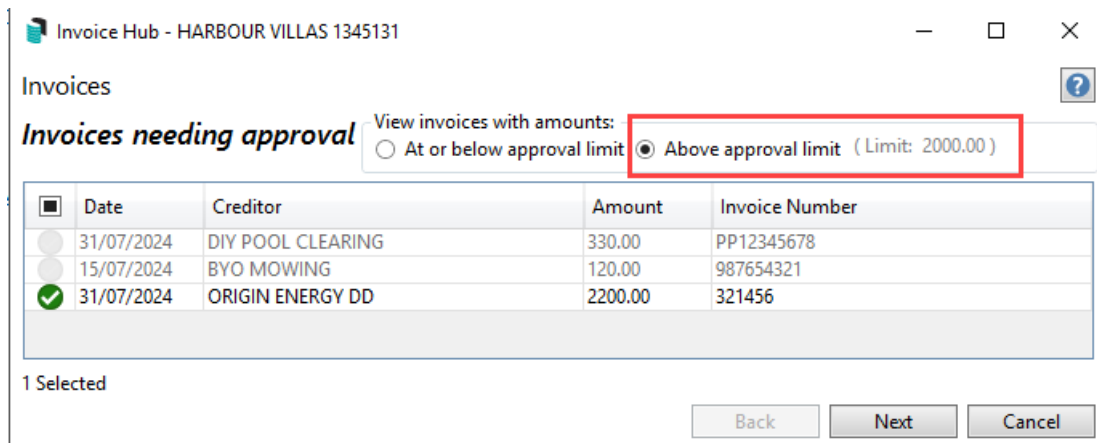 Invoice Hub - HARBOUR VILLAS 1345131
Invoices
Invoices needing approval
View invoices with amounts:
At or below approval limit Above approval limit ( Limit: 2000.00 )
Date Creditor Amount Invoice Number
31/07/2024 DIY POOL CLEARING 330.00 PP12345678
15/07/2024 BYO MOWING 120.00 987654321
31/07/2024 ORIGIN ENERGY DD 2200.00 321456
1 Selected
Back Next Cancel